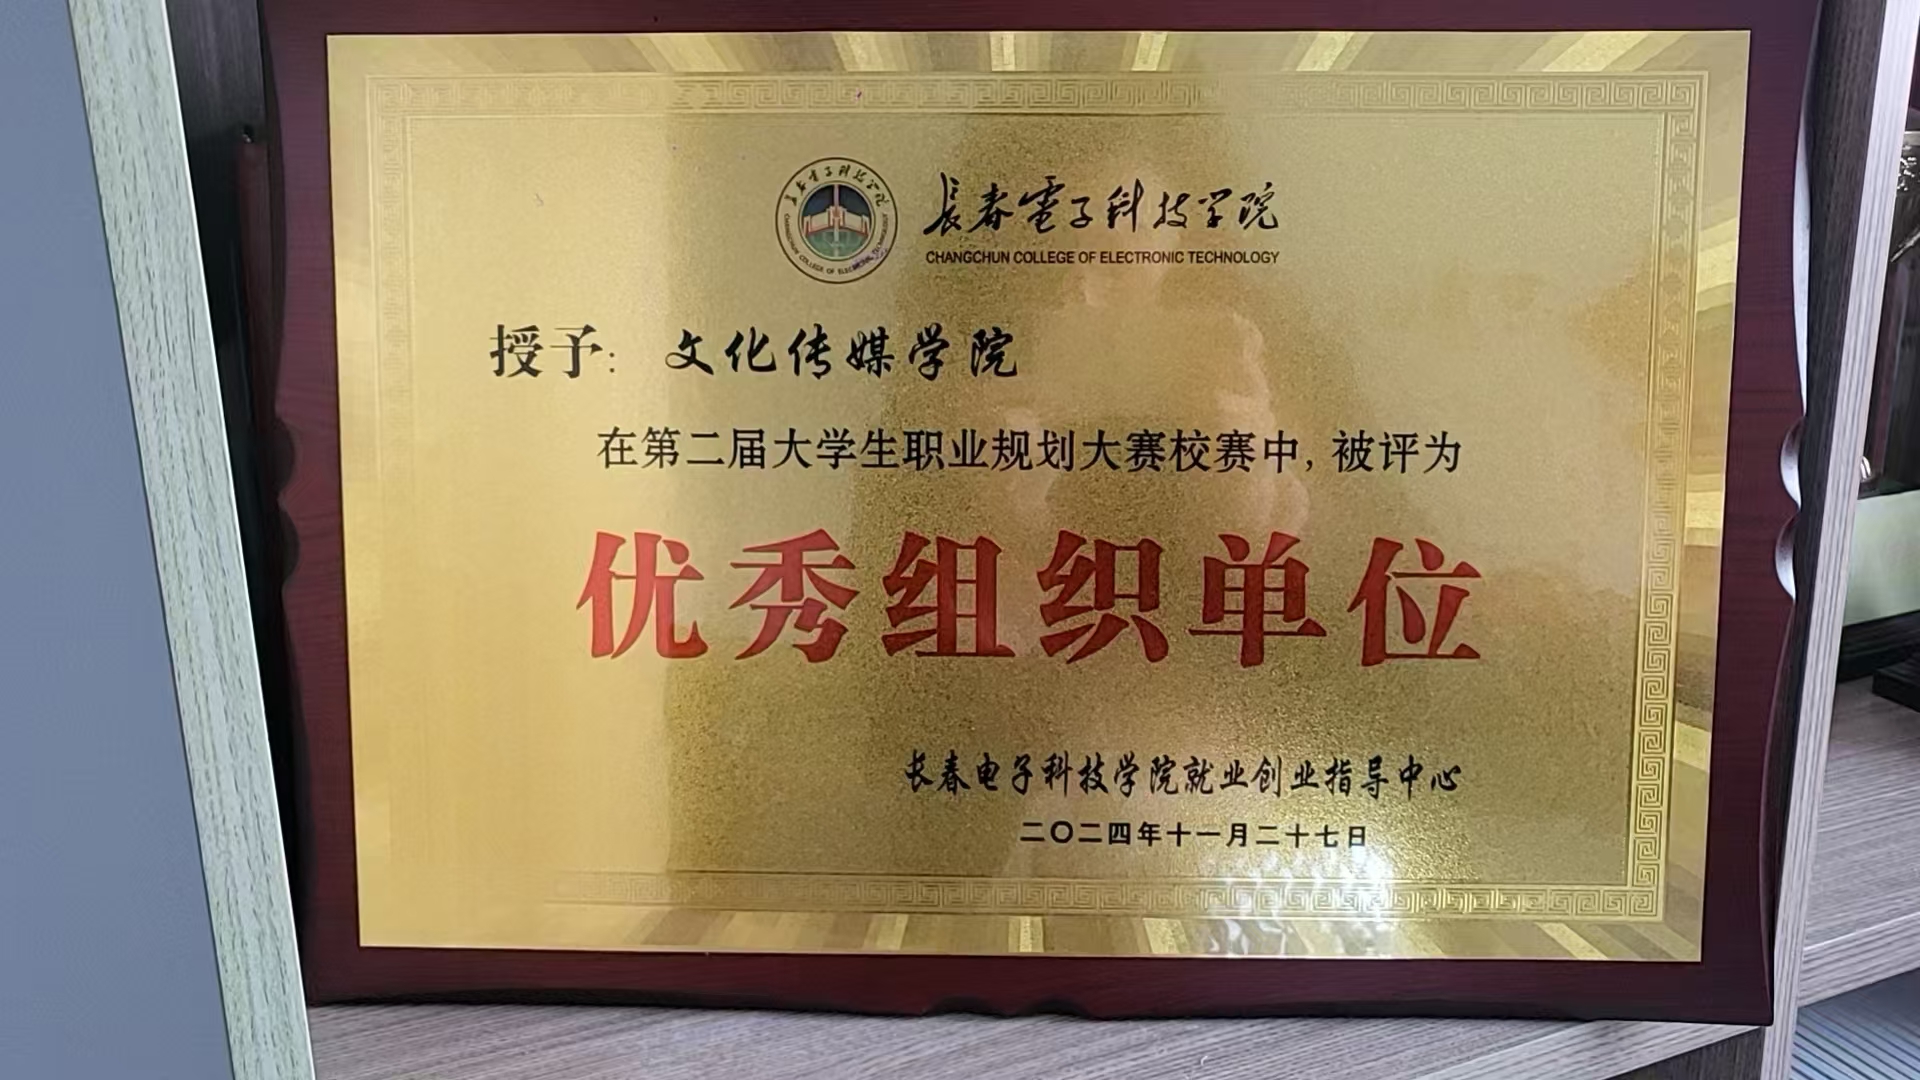 長春電子科技学院
CHANGCHUN COLLEGE OF ELECTRONIC TECHNOLOGY
授予：文化传媒学院
在第二届大学生职业规划大赛校赛中，被评为
优秀组织单位
长春电子科技学院就业创业指导中心
二〇二四年十一月二十七日